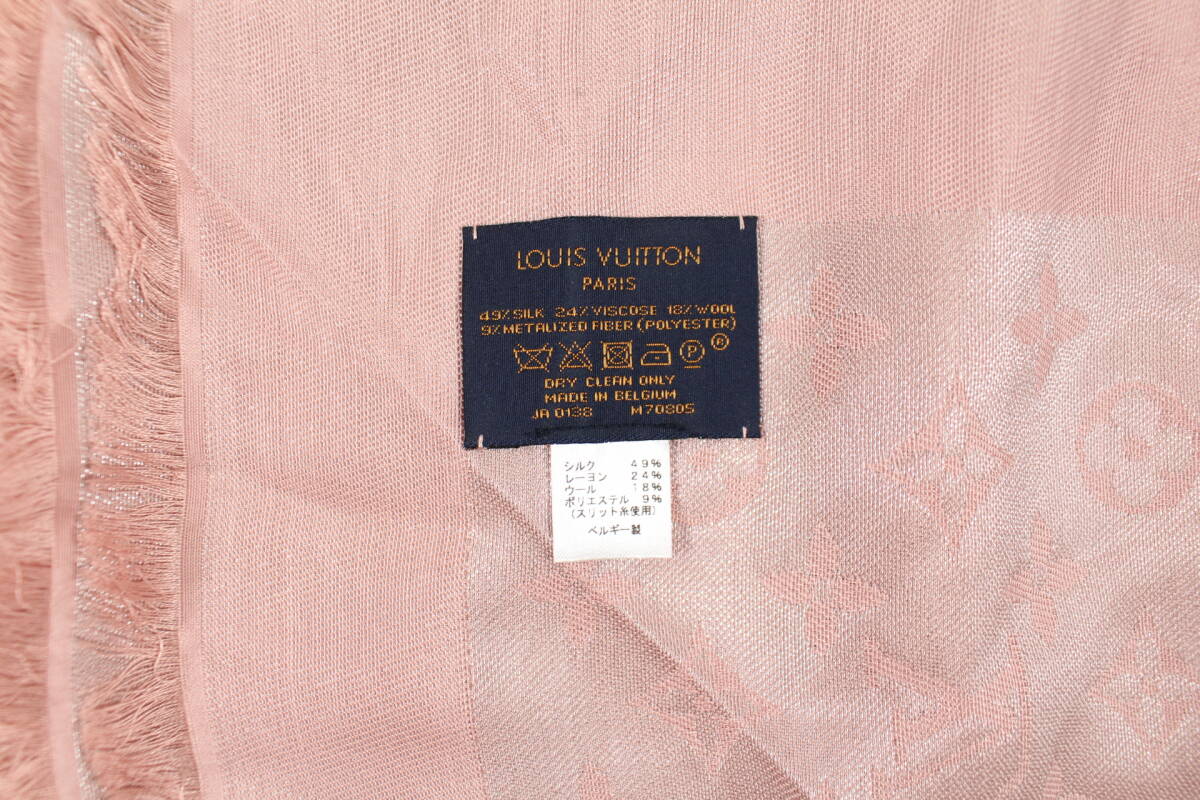 LOUIS VUITTON
PARIS
49% SILK 24% VISCOSE 18% WOOL
9% METALIZED FIBER (POLYESTER)
P R
DRY CLEAN ONLY
MADE IN BELGIUM
JA 0138 M70805
シルク 49%
レーヨン 24%
ウール 18%
ポリエステル 9%
(スリット糸使用)
ベルギー製